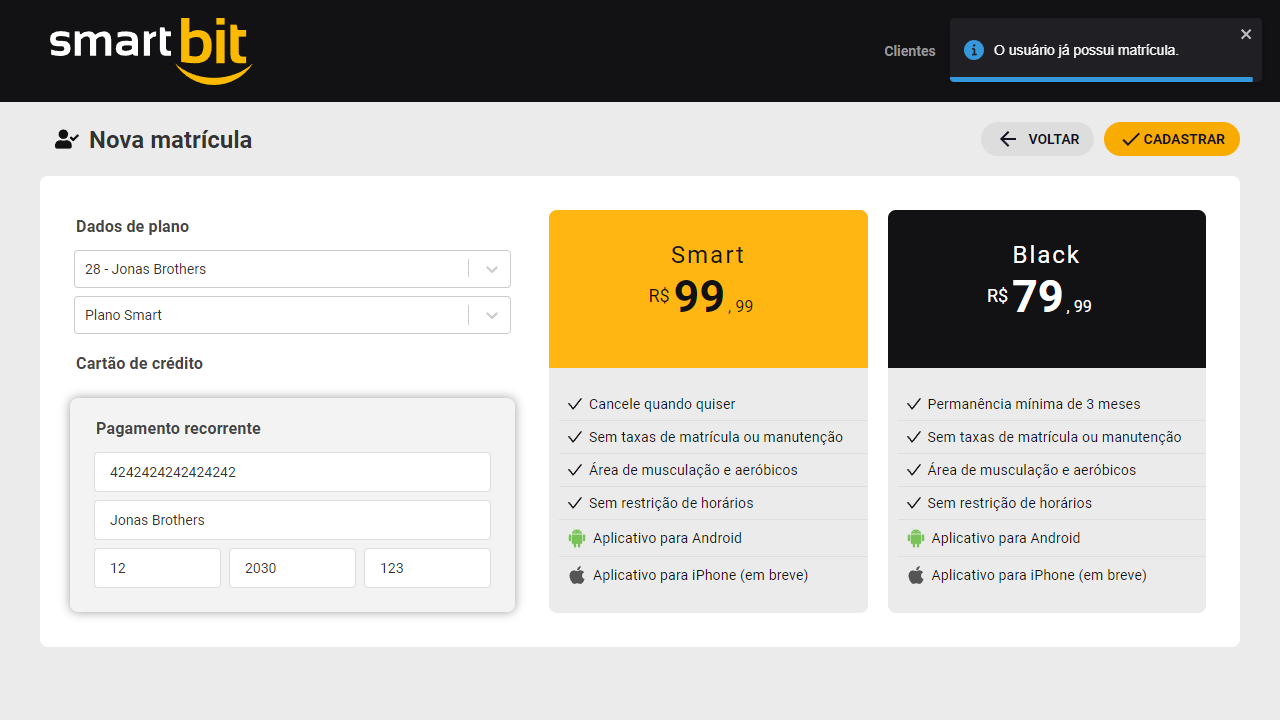 smartbit
Clientes
O usuário já possui matrícula.
Nova matrícula
VOLTAR
CADASTRAR
Dados de plano
28 - Jonas Brothers
Plano Smart
Cartão de crédito
Pagamento recorrente
4242424242424242
Jonas Brothers
12 2030 123
Smart
R$ 99 , 99
Cancele quando quiser
Sem taxas de matrícula ou manutenção
Área de musculação e aeróbicos
Sem restrição de horários
Aplicativo para Android
Aplicativo para iPhone (em breve)
Black
R$ 79 , 99
Permanência mínima de 3 meses
Sem taxas de matrícula ou manutenção
Área de musculação e aeróbicos
Sem restrição de horários
Aplicativo para Android
Aplicativo para iPhone (em breve)